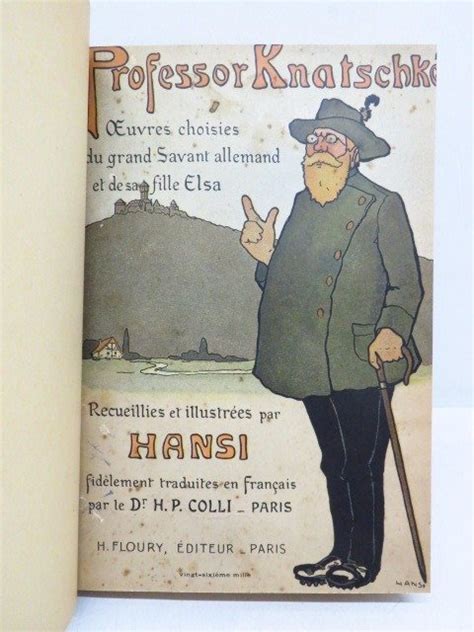 Professor Knatschké
Œuvres choisies
du grand Savant allemand
et de sa fille Elsa
Recueillies et illustrées par
HANSI
fidèlement traduites en français
par le Dr H. P. COLLI _ PARIS
H. FLOURY, ÉDITEUR _ PARIS
Vingt-sixième mille
HANSI